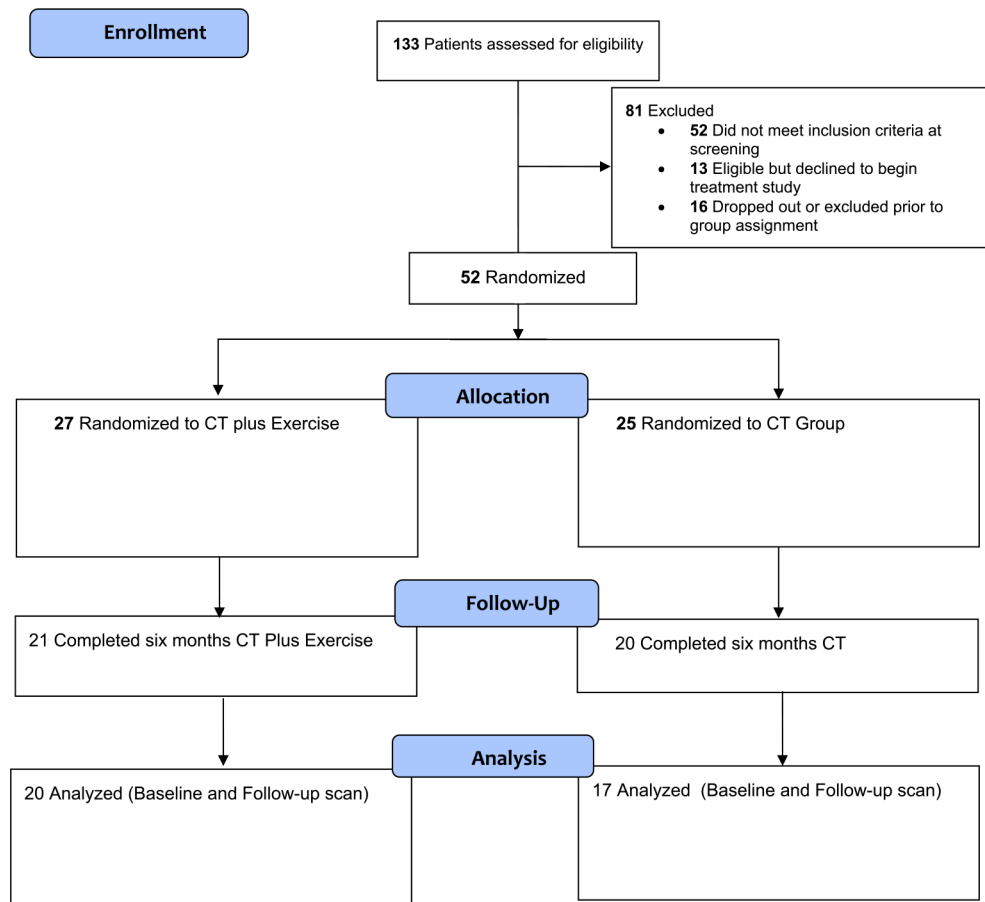 Enrollment
133 Patients assessed for eligibility
81 Excluded
• 52 Did not meet inclusion criteria at
screening
• 13 Eligible but declined to begin
treatment study
• 16 Dropped out or excluded prior to
group assignment
52 Randomized
Allocation
27 Randomized to CT plus Exercise
25 Randomized to CT Group
Follow-Up
21 Completed six months CT Plus Exercise
20 Completed six months CT
Analysis
20 Analyzed (Baseline and Follow-up scan)
17 Analyzed  (Baseline and Follow-up scan)